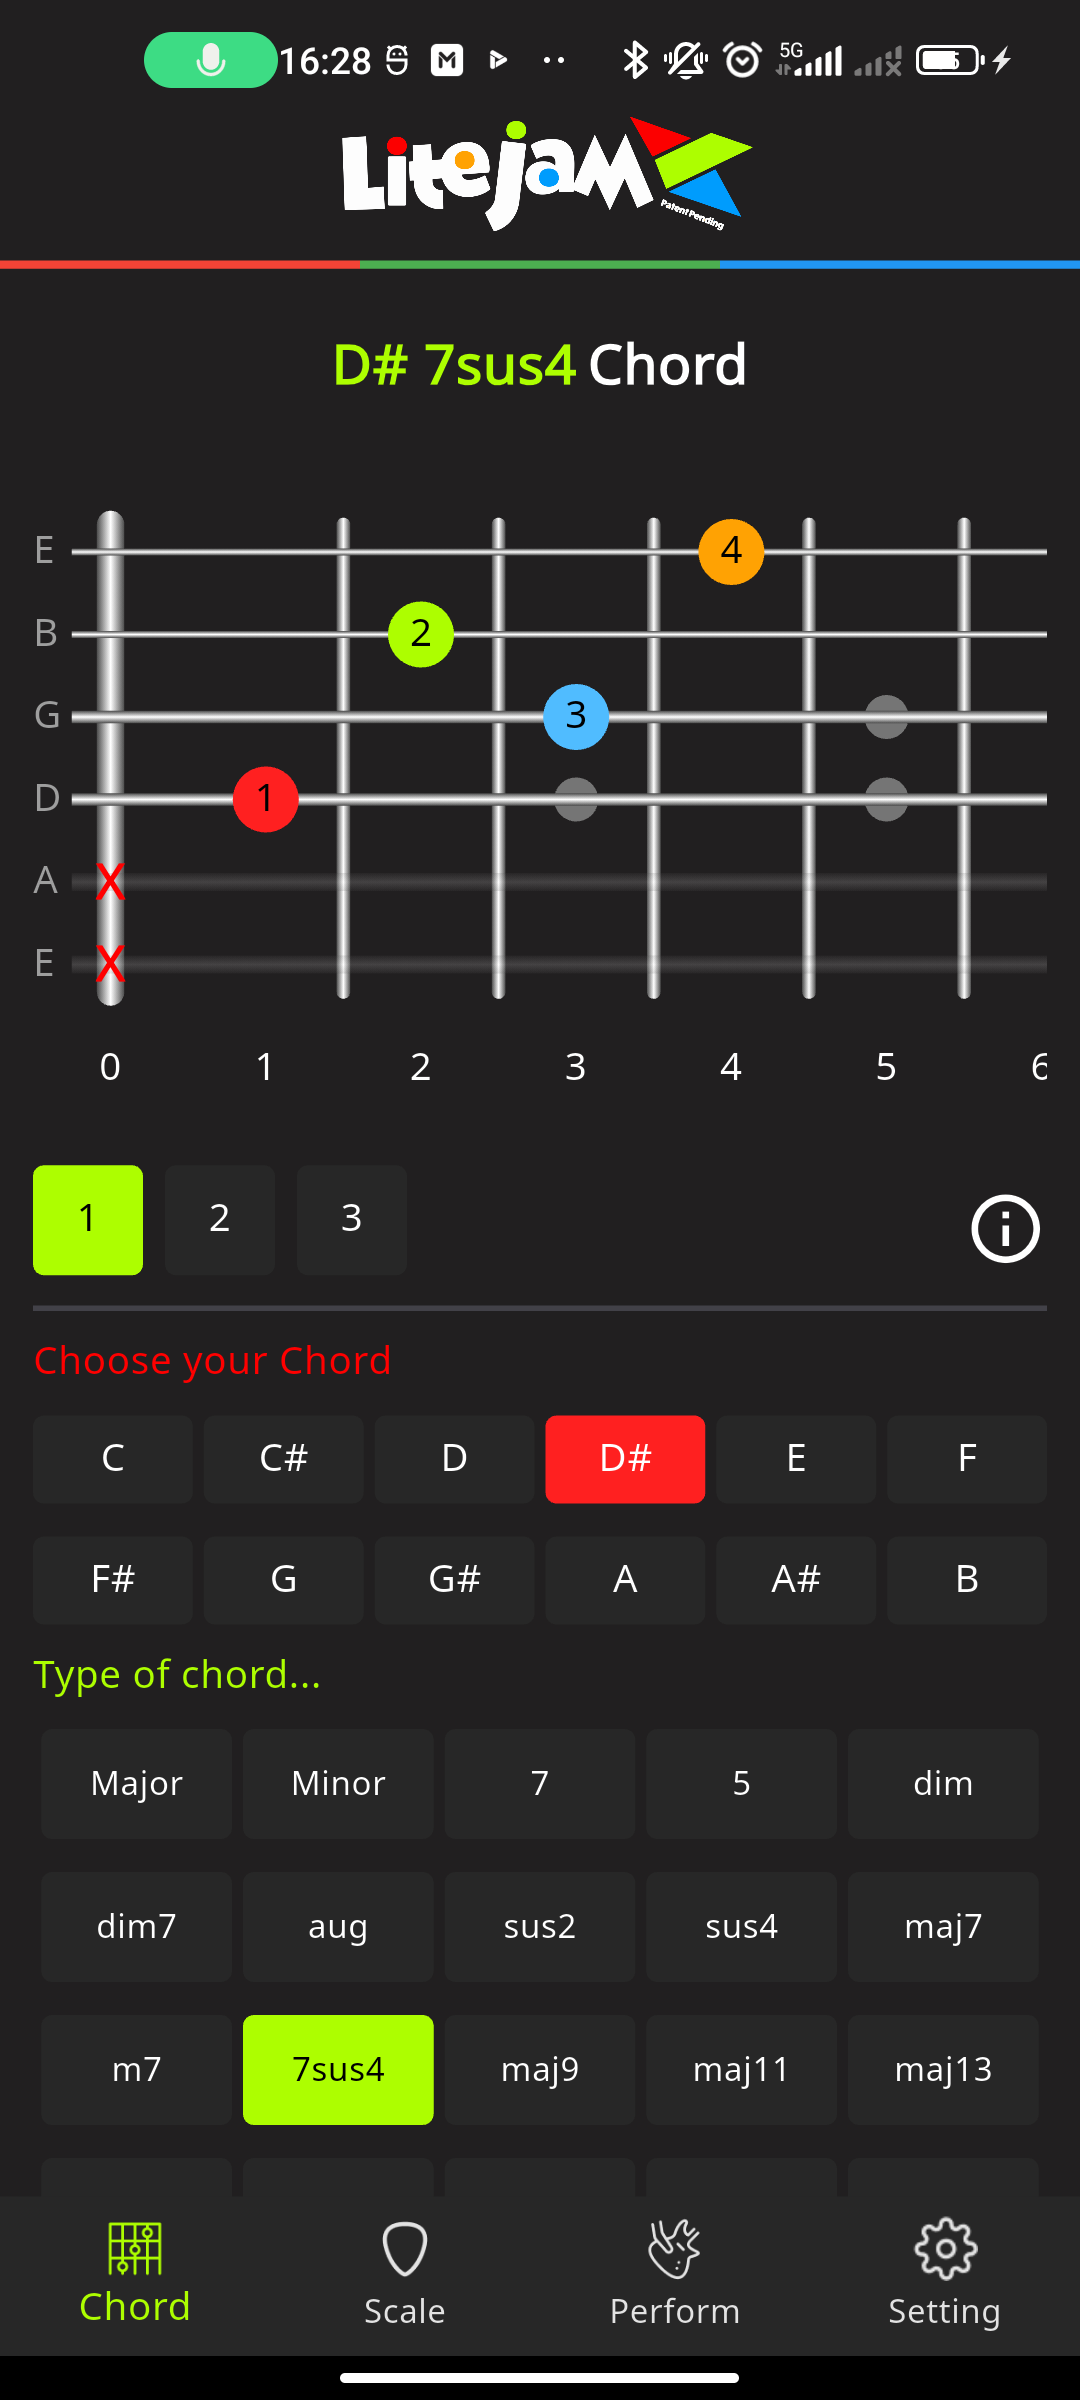 16:28 5G
Litejam
Patent Pending
D# 7sus4 Chord
E 4
B 2
G 3
D 1
A X
E X
0 1 2 3 4 5 6
1 2 3
Choose your Chord
C C# D D# E F
F# G G# A A# B
Type of chord...
Major Minor 7 5 dim
dim7 aug sus2 sus4 maj7
m7 7sus4 maj9 maj11 maj13
Chord Scale Perform Setting